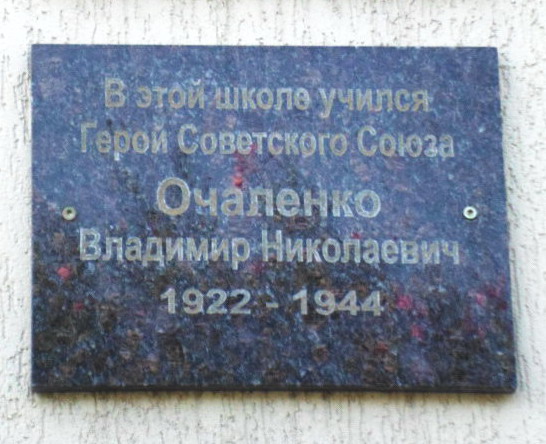 В этой школе учился
Герой Советского Союза
Очаленко
Владимир Николаевич
1922 - 1944